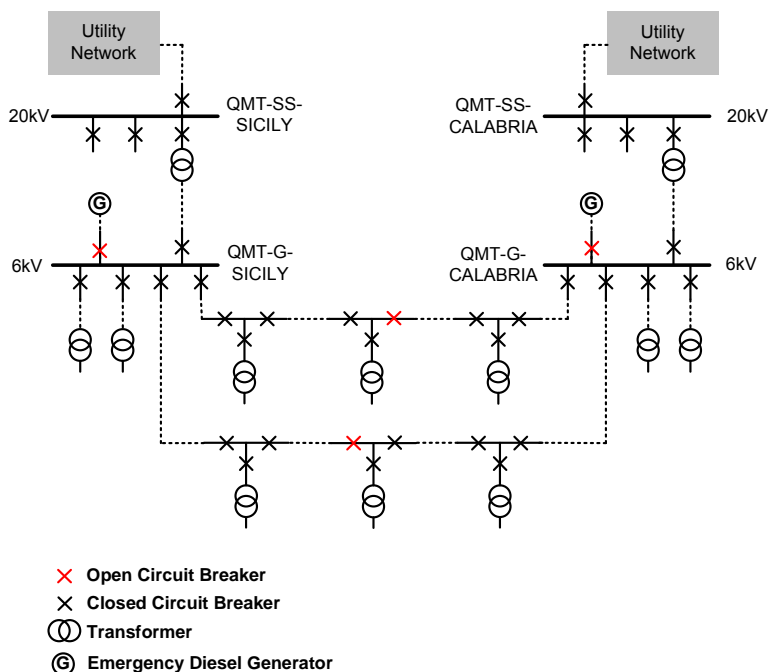 Utility
Network
Utility
Network
20kV
QMT-SS-
SICILY
QMT-SS-
CALABRIA
20kV
G
G
6kV
QMT-G-
SICILY
QMT-G-
CALABRIA
6kV
Open Circuit Breaker
Closed Circuit Breaker
Transformer
G Emergency Diesel Generator